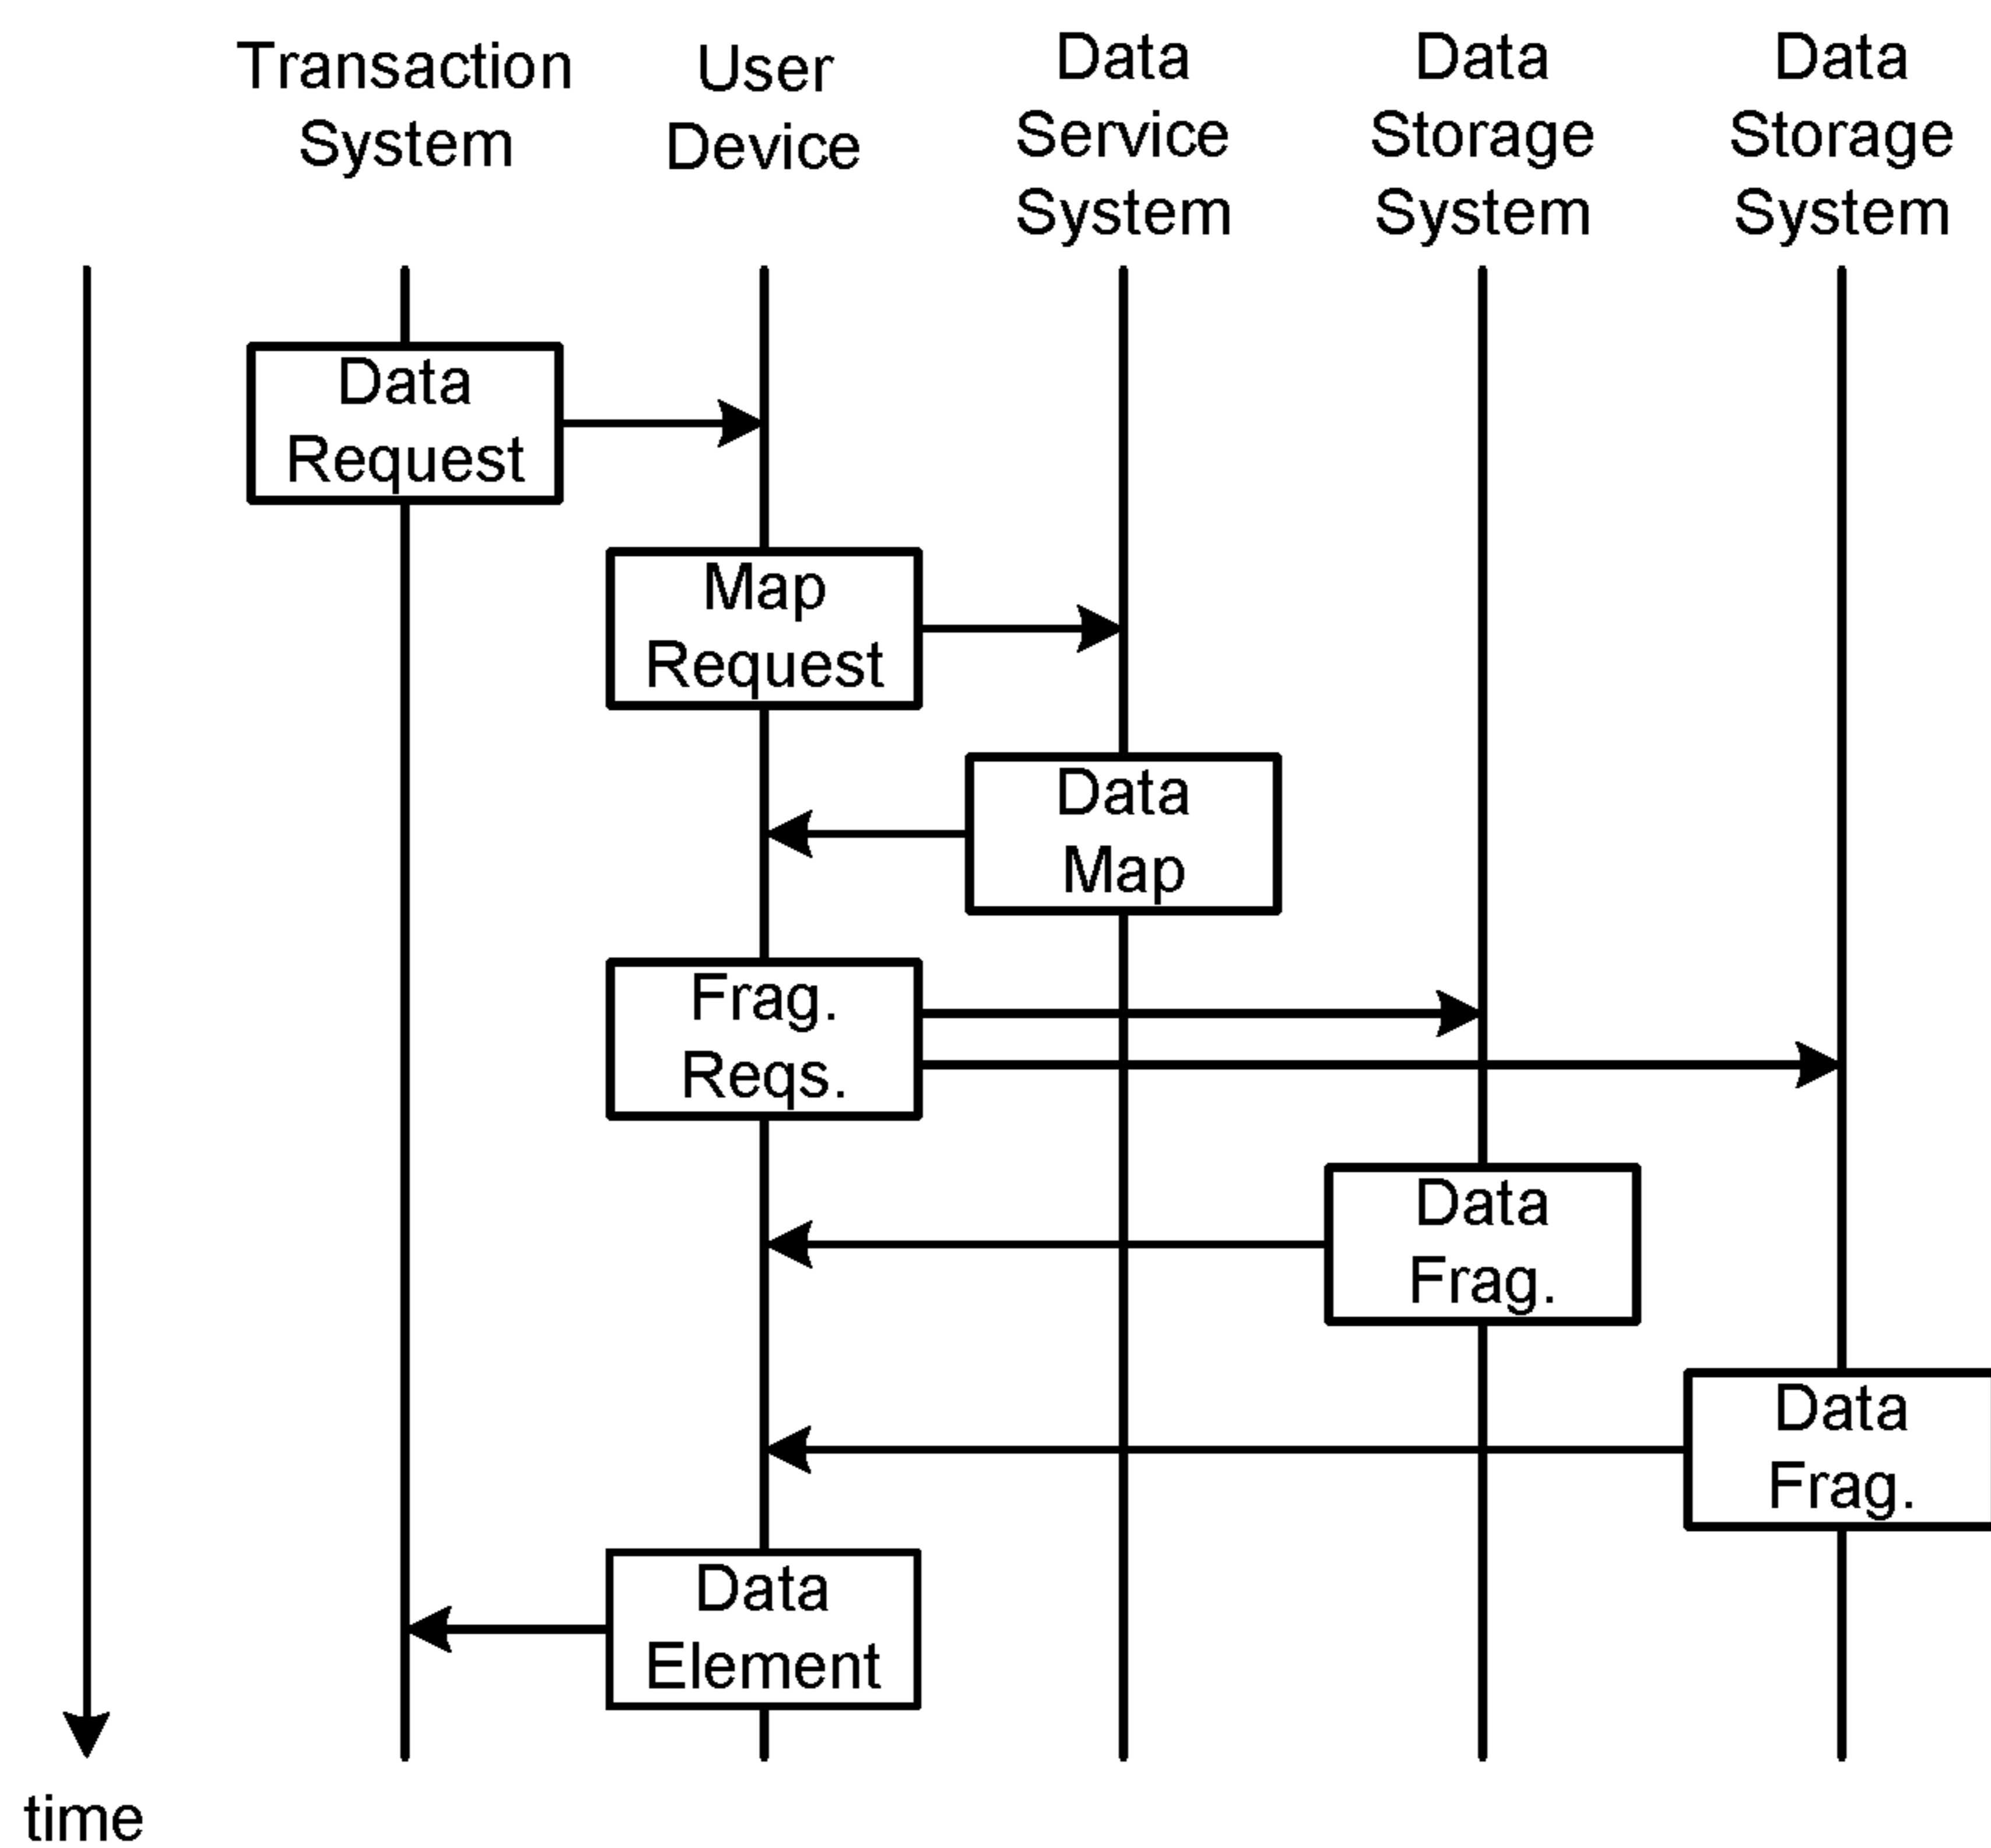 Transaction
System
User
Device
Data
Service
System
Data
Storage
System
Data
Storage
System
Data
Request
Map
Request
Data
Map
Frag.
Reqs.
Data
Frag.
Data
Frag.
Data
Element
time